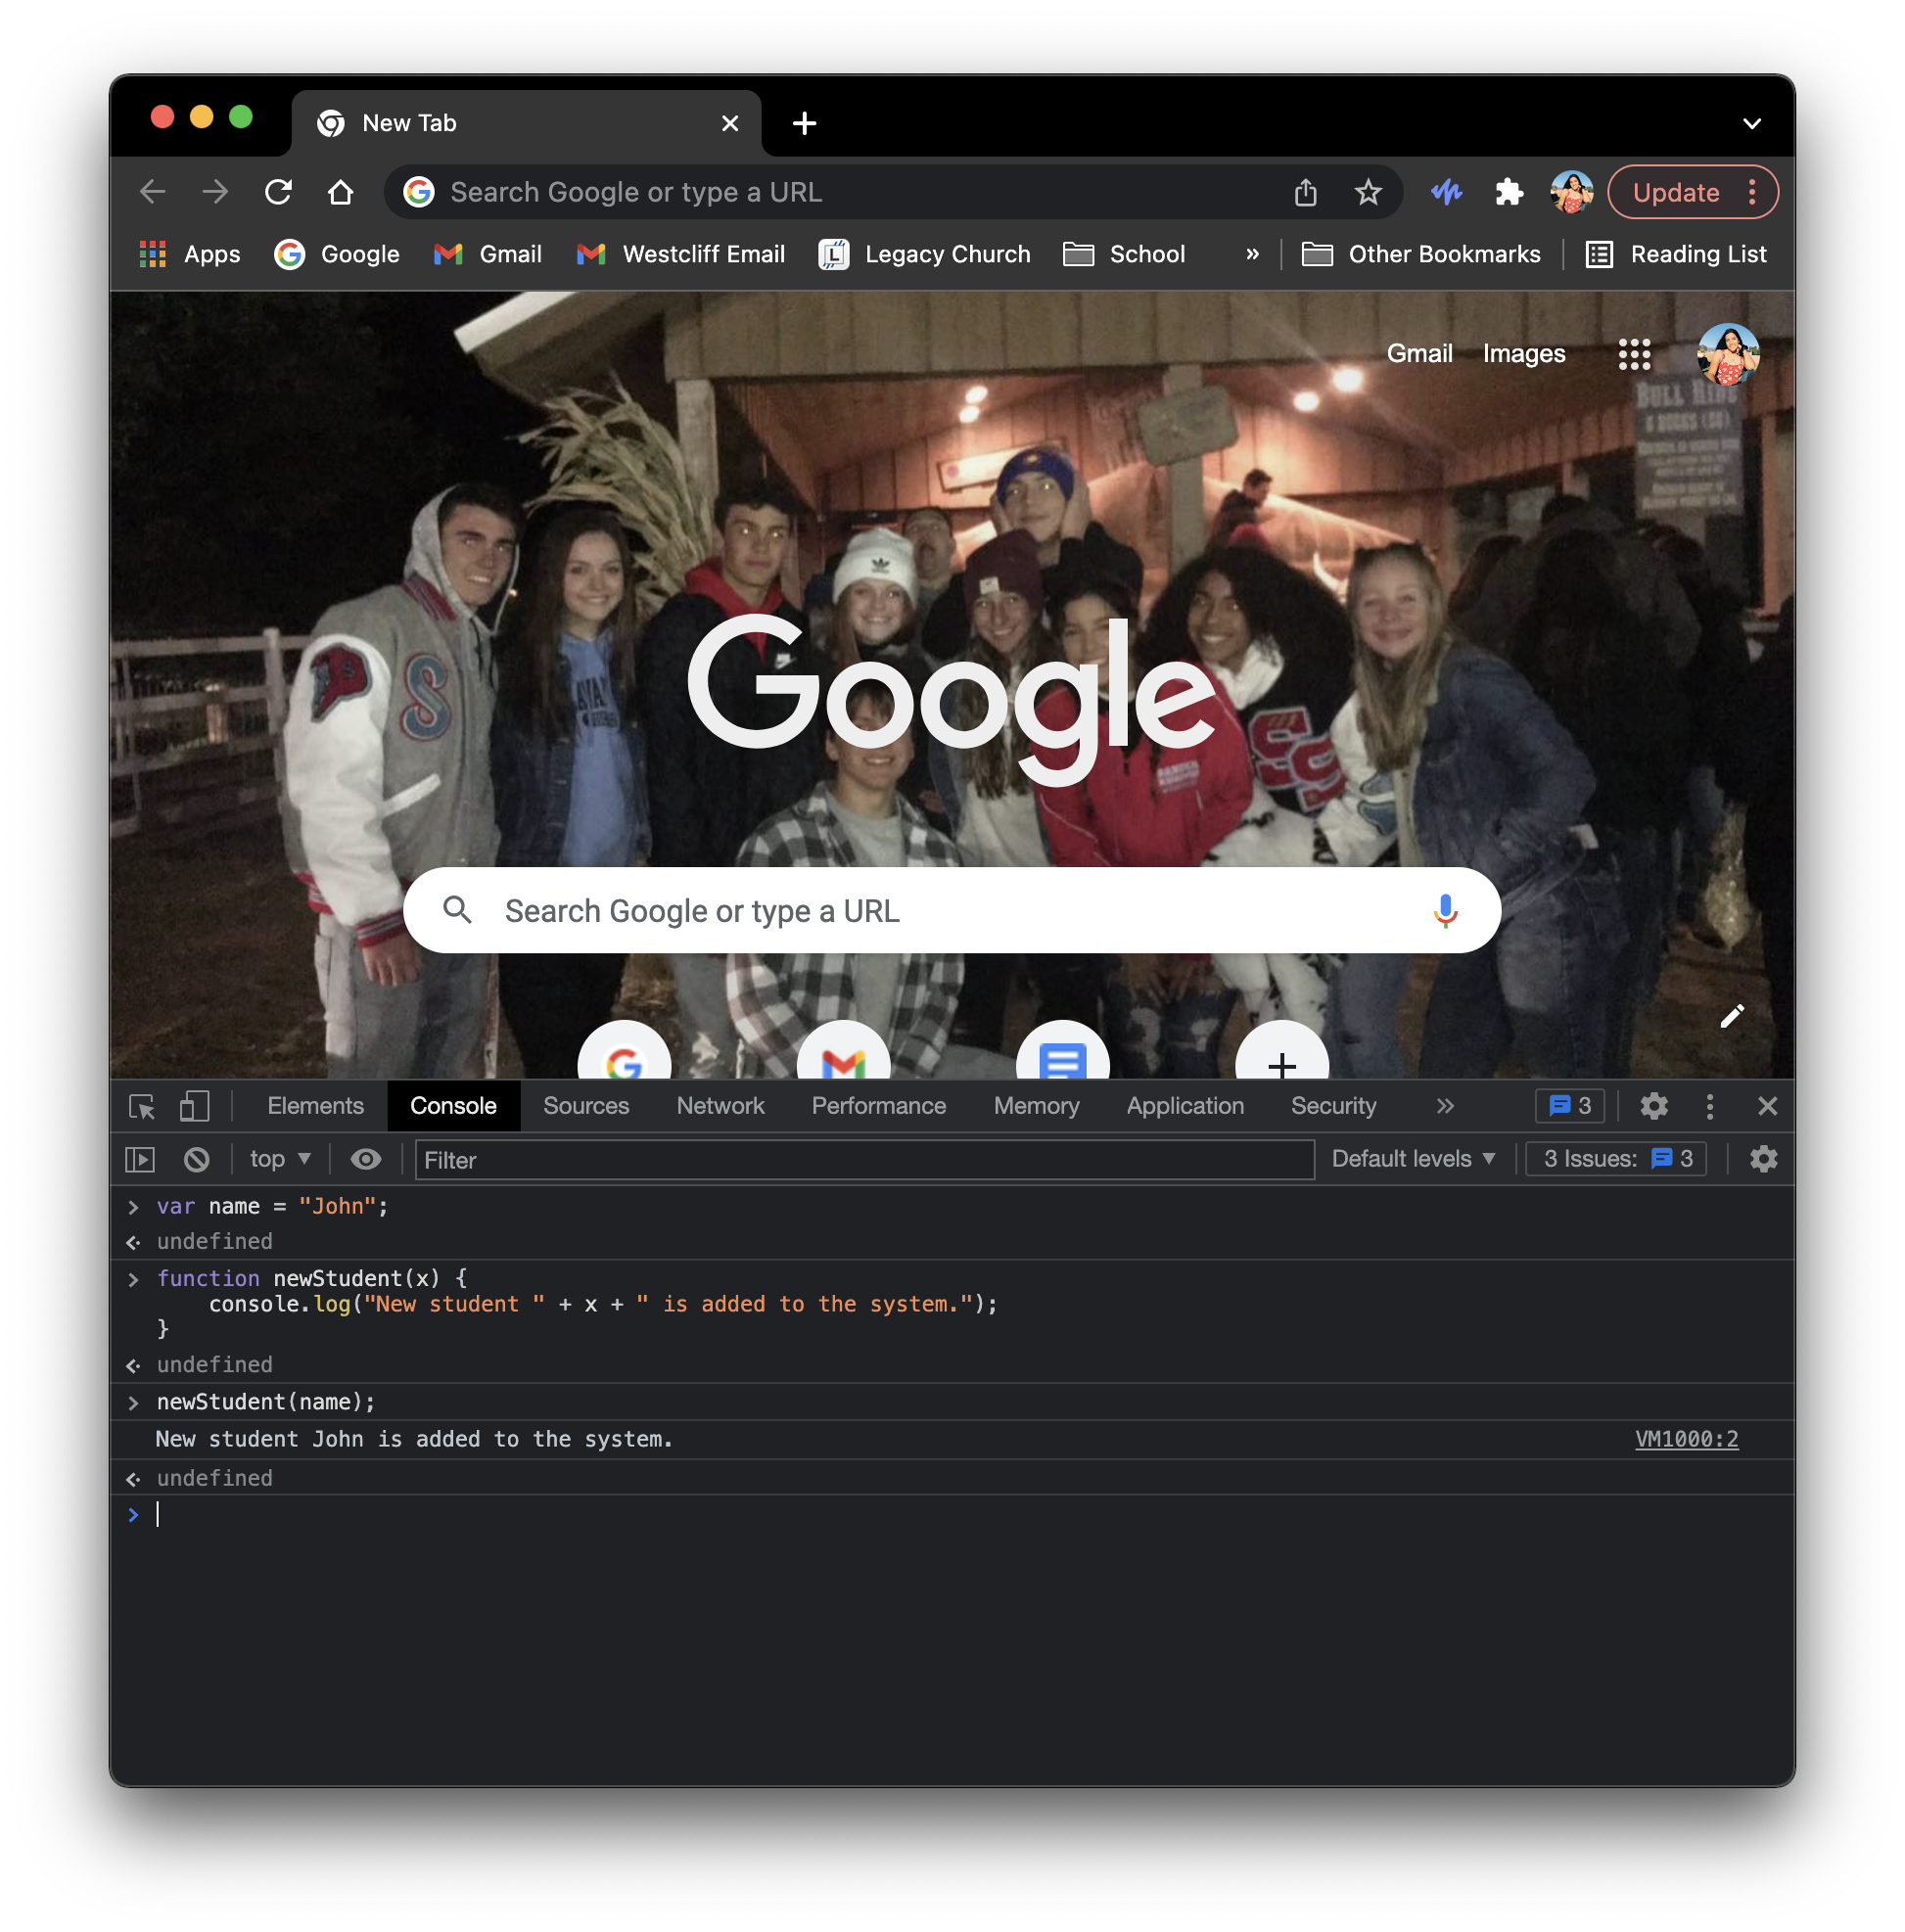 New Tab
Search Google or type a URL
Update
Apps Google Gmail Westcliff Email Legacy Church School » Other Bookmarks Reading List
Gmail Images
BULL RIDE
S
Google
Search Google or type a URL
Elements Console Sources Network Performance Memory Application Security » 3
top Filter Default levels 3 Issues: 3
var name = "John";
undefined
function newStudent(x) {
console.log("New student " + x + " is added to the system.");
}
undefined
newStudent(name);
New student John is added to the system. VM1000:2
undefined